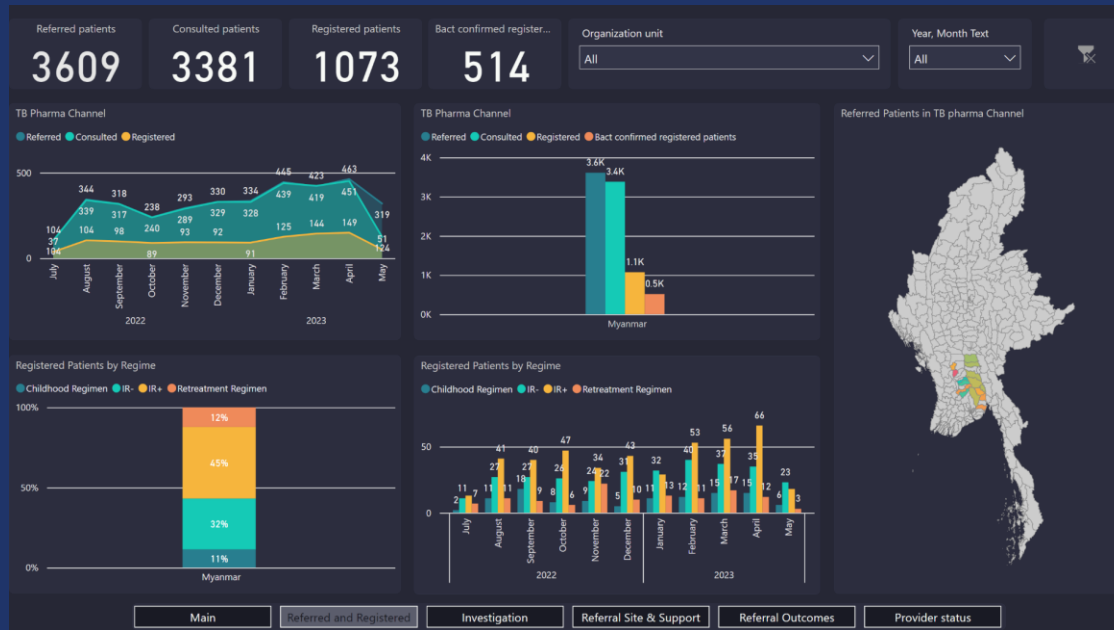 Referred patients
3609
Consulted patients
3381
Registered patients
1073
Bact confirmed register...
514
Organization unit
All
Year, Month Text
All
TB Pharma Channel
Referred Consulted Registered
500
0
344 318 238 293 330 334 445 423 463
104 339 317 240 289 329 328 439 419 451 319
37 104 98 89 93 92 91 125 144 149 51
104 124
July August September October November December January February March April May
2022 2023
TB Pharma Channel
Referred Consulted Registered Bact confirmed registered patients
4K
3K
2K
1K
0K
3.6K
3.4K
1.1K
0.5K
Myanmar
Referred Patients in TB pharma Channel
Registered Patients by Regime
Childhood Regimen IR- IR+ Retreatment Regimen
100%
50%
0%
12%
45%
32%
11%
Myanmar
Registered Patients by Regime
Childhood Regimen IR- IR+ Retreatment Regimen
50
0
2 11 7
11 27 41 11
18 27 40 9
8 26 47 6
9 24 34 22
5 31 43 10
11 32 13
12 40 53 11
15 37 56 17
15 35 66 12
6 23 3
July August September October November December January February March April May
2022 2023
Main
Referred and Registered
Investigation
Referral Site & Support
Referral Outcomes
Provider status